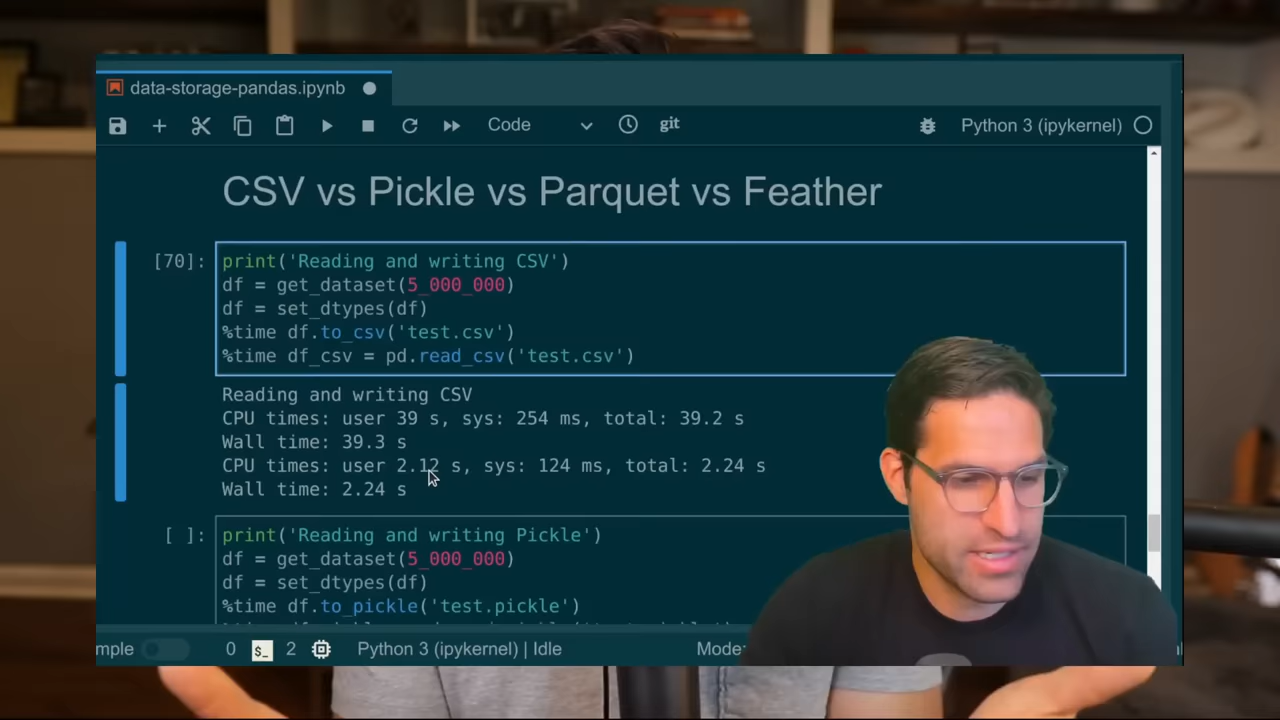 data-storage-pandas.ipynb
Code
git
Python 3 (ipykernel)
CSV vs Pickle vs Parquet vs Feather
[70]:
print('Reading and writing CSV')
df = get_dataset(5_000_000)
df = set_dtypes(df)
%time df.to_csv('test.csv')
%time df_csv = pd.read_csv('test.csv')
Reading and writing CSV
CPU times: user 39 s, sys: 254 ms, total: 39.2 s
Wall time: 39.3 s
CPU times: user 2.12 s, sys: 124 ms, total: 2.24 s
Wall time: 2.24 s
[ ]:
print('Reading and writing Pickle')
df = get_dataset(5_000_000)
df = set_dtypes(df)
%time df.to_pickle('test.pickle')
mple 0 $_ 2 Python 3 (ipykernel) | Idle Mode: